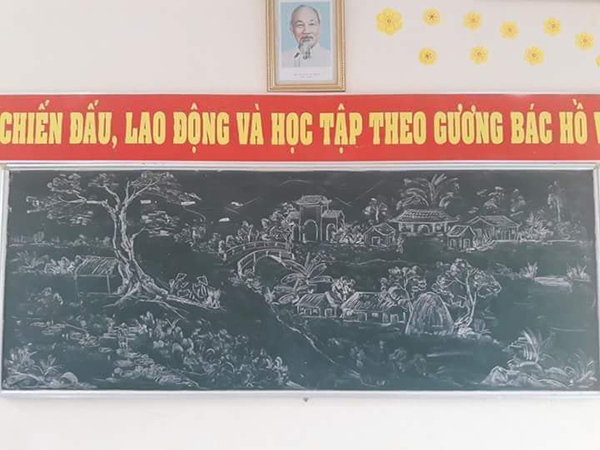 CHIẾN ĐẤU, LAO ĐỘNG VÀ HỌC TẬP THEO GƯƠNG BÁC HỒ